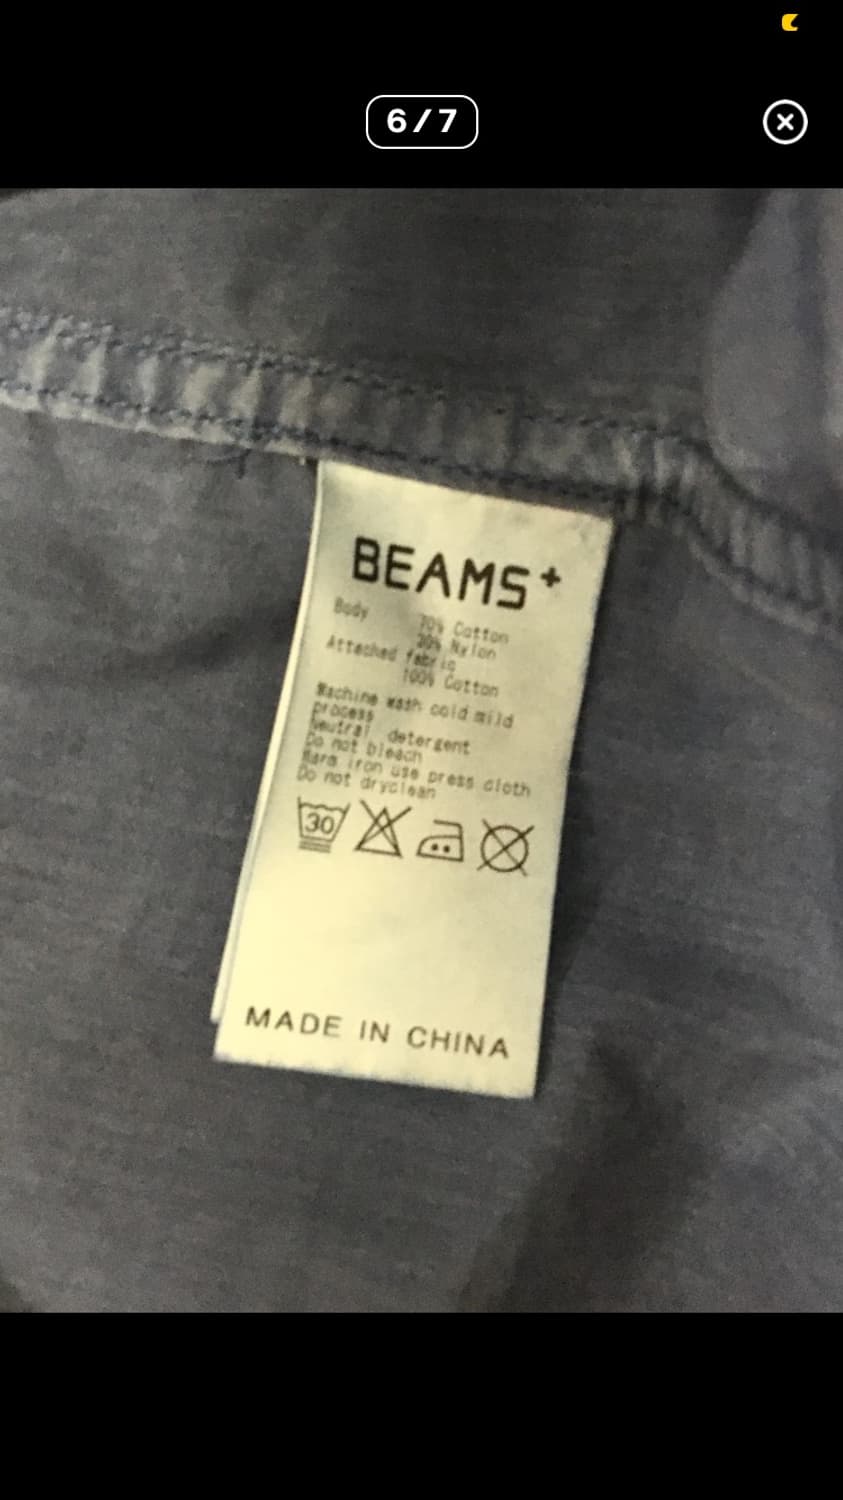 6/7
BEAMS+
Body 70% Cotton
30% Nylon
Attached fabric
100% Cotton
Machine wash cold mild
process
Neutral detergent
Do not bleach
Warm iron use press cloth
Do not dryclean
30
MADE IN CHINA